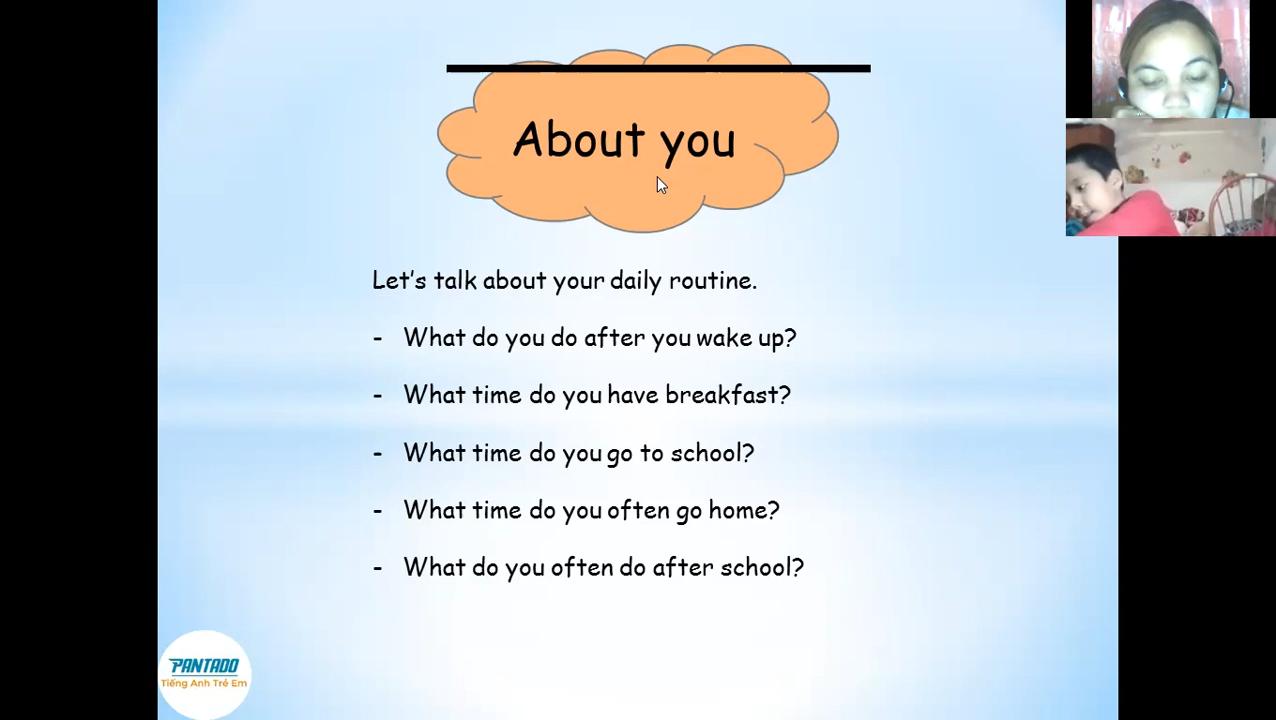 About you
Let's talk about your daily routine.
- What do you do after you wake up?
- What time do you have breakfast?
- What time do you go to school?
- What time do you often go home?
- What do you often do after school?
PANTADO
Tiếng Anh Trẻ Em